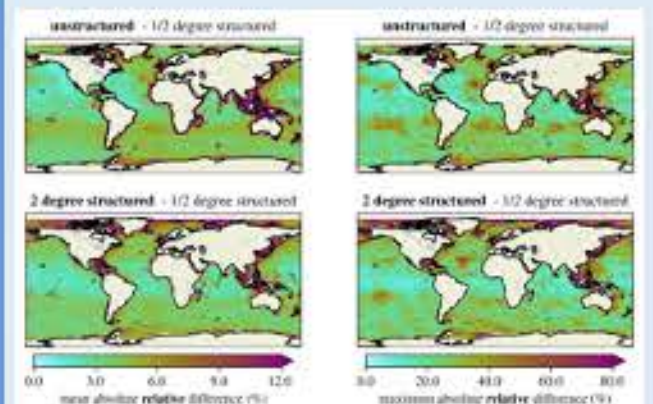 unstructured - 1/2 degree structured
unstructured - 1/2 degree structured
2 degree structured - 1/2 degree structured
2 degree structured - 1/2 degree structured
0.0 3.0 6.0 9.0 12.0
0.0 20.0 40.0 60.0 80.0
mean absolute relative difference (%)
maximum absolute relative difference (%)